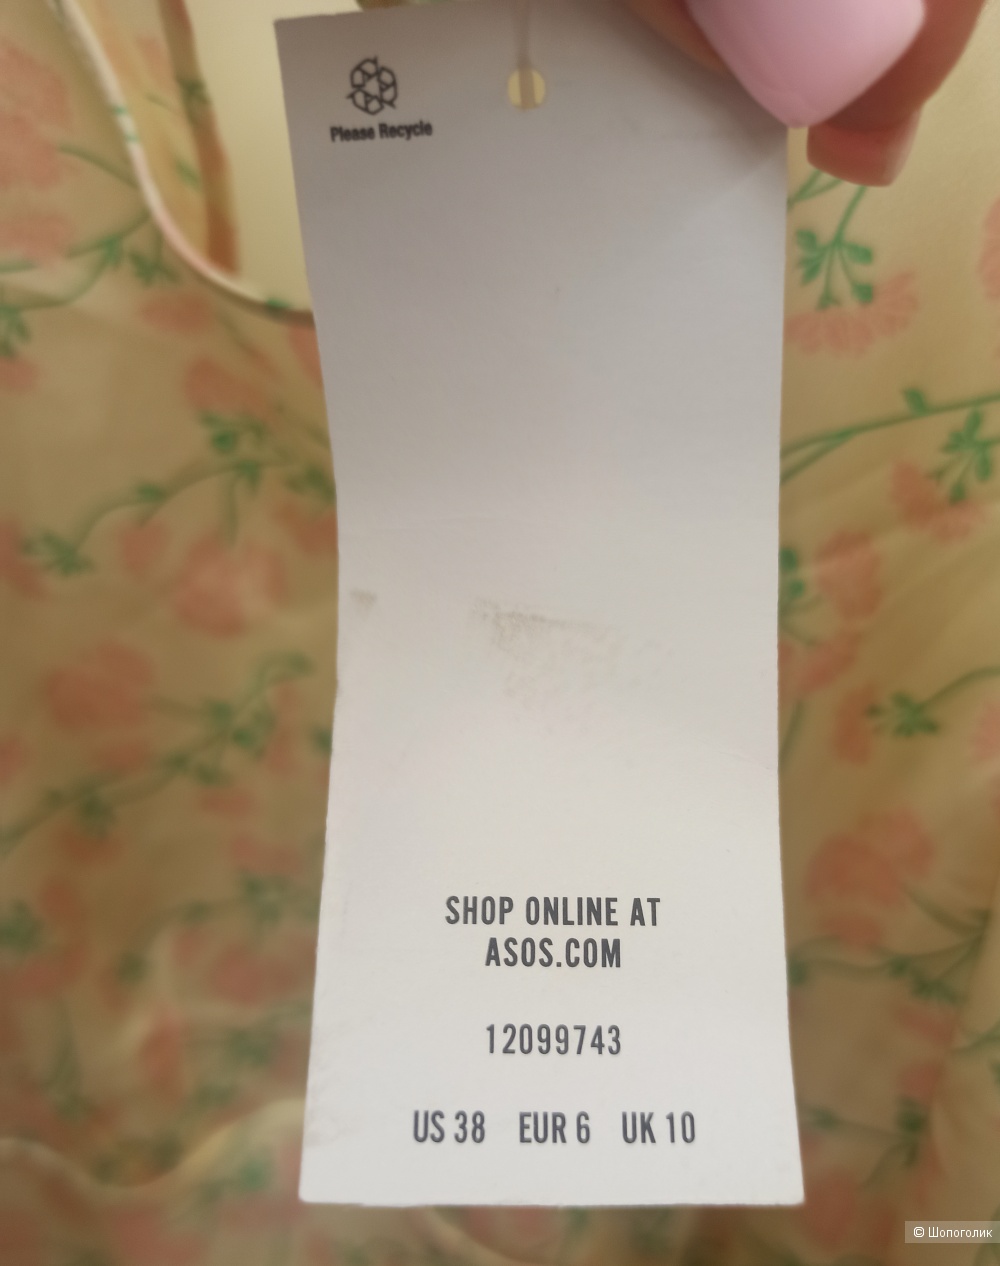 Please Recycle
SHOP ONLINE AT
ASOS.COM
12099743
US 38 EUR 6 UK 10
© Шопоголик